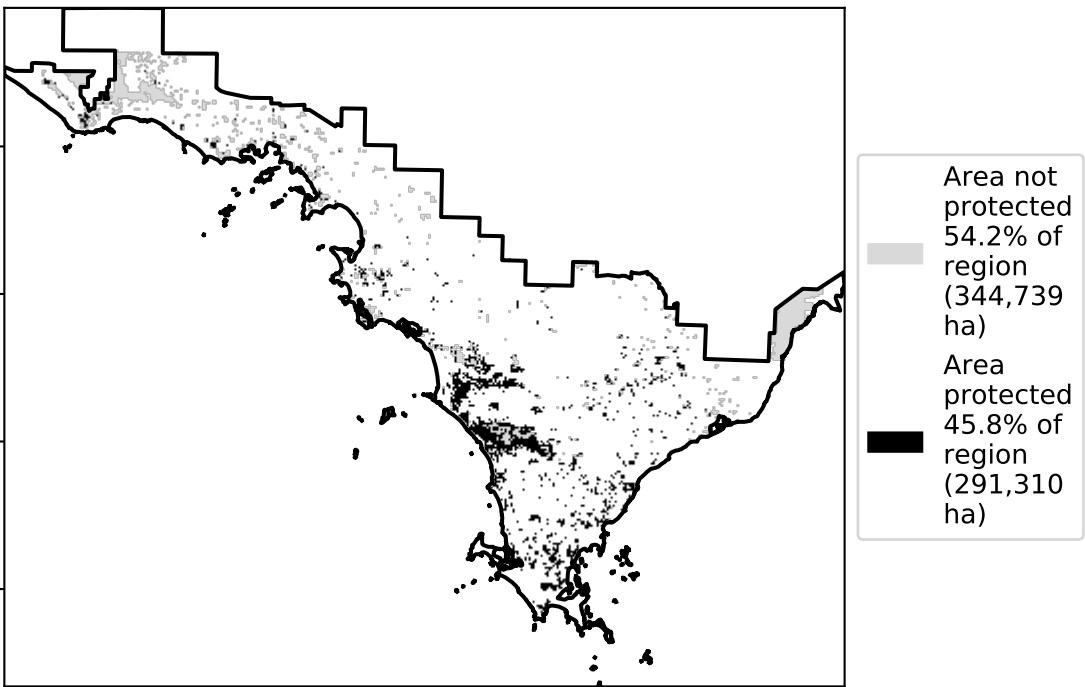 Area not
protected
54.2% of
region
(344,739
ha)
Area
protected
45.8% of
region
(291,310
ha)